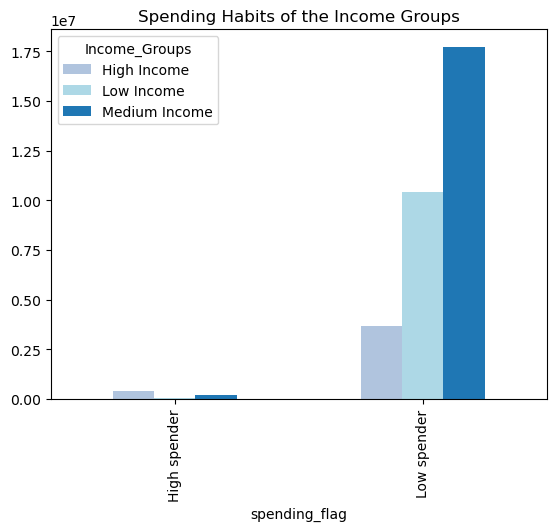 Spending Habits of the Income Groups
1e7
Income_Groups
High Income
Low Income
Medium Income
1.75
1.50
1.25
1.00
0.75
0.50
0.25
0.00
High spender
Low spender
spending_flag